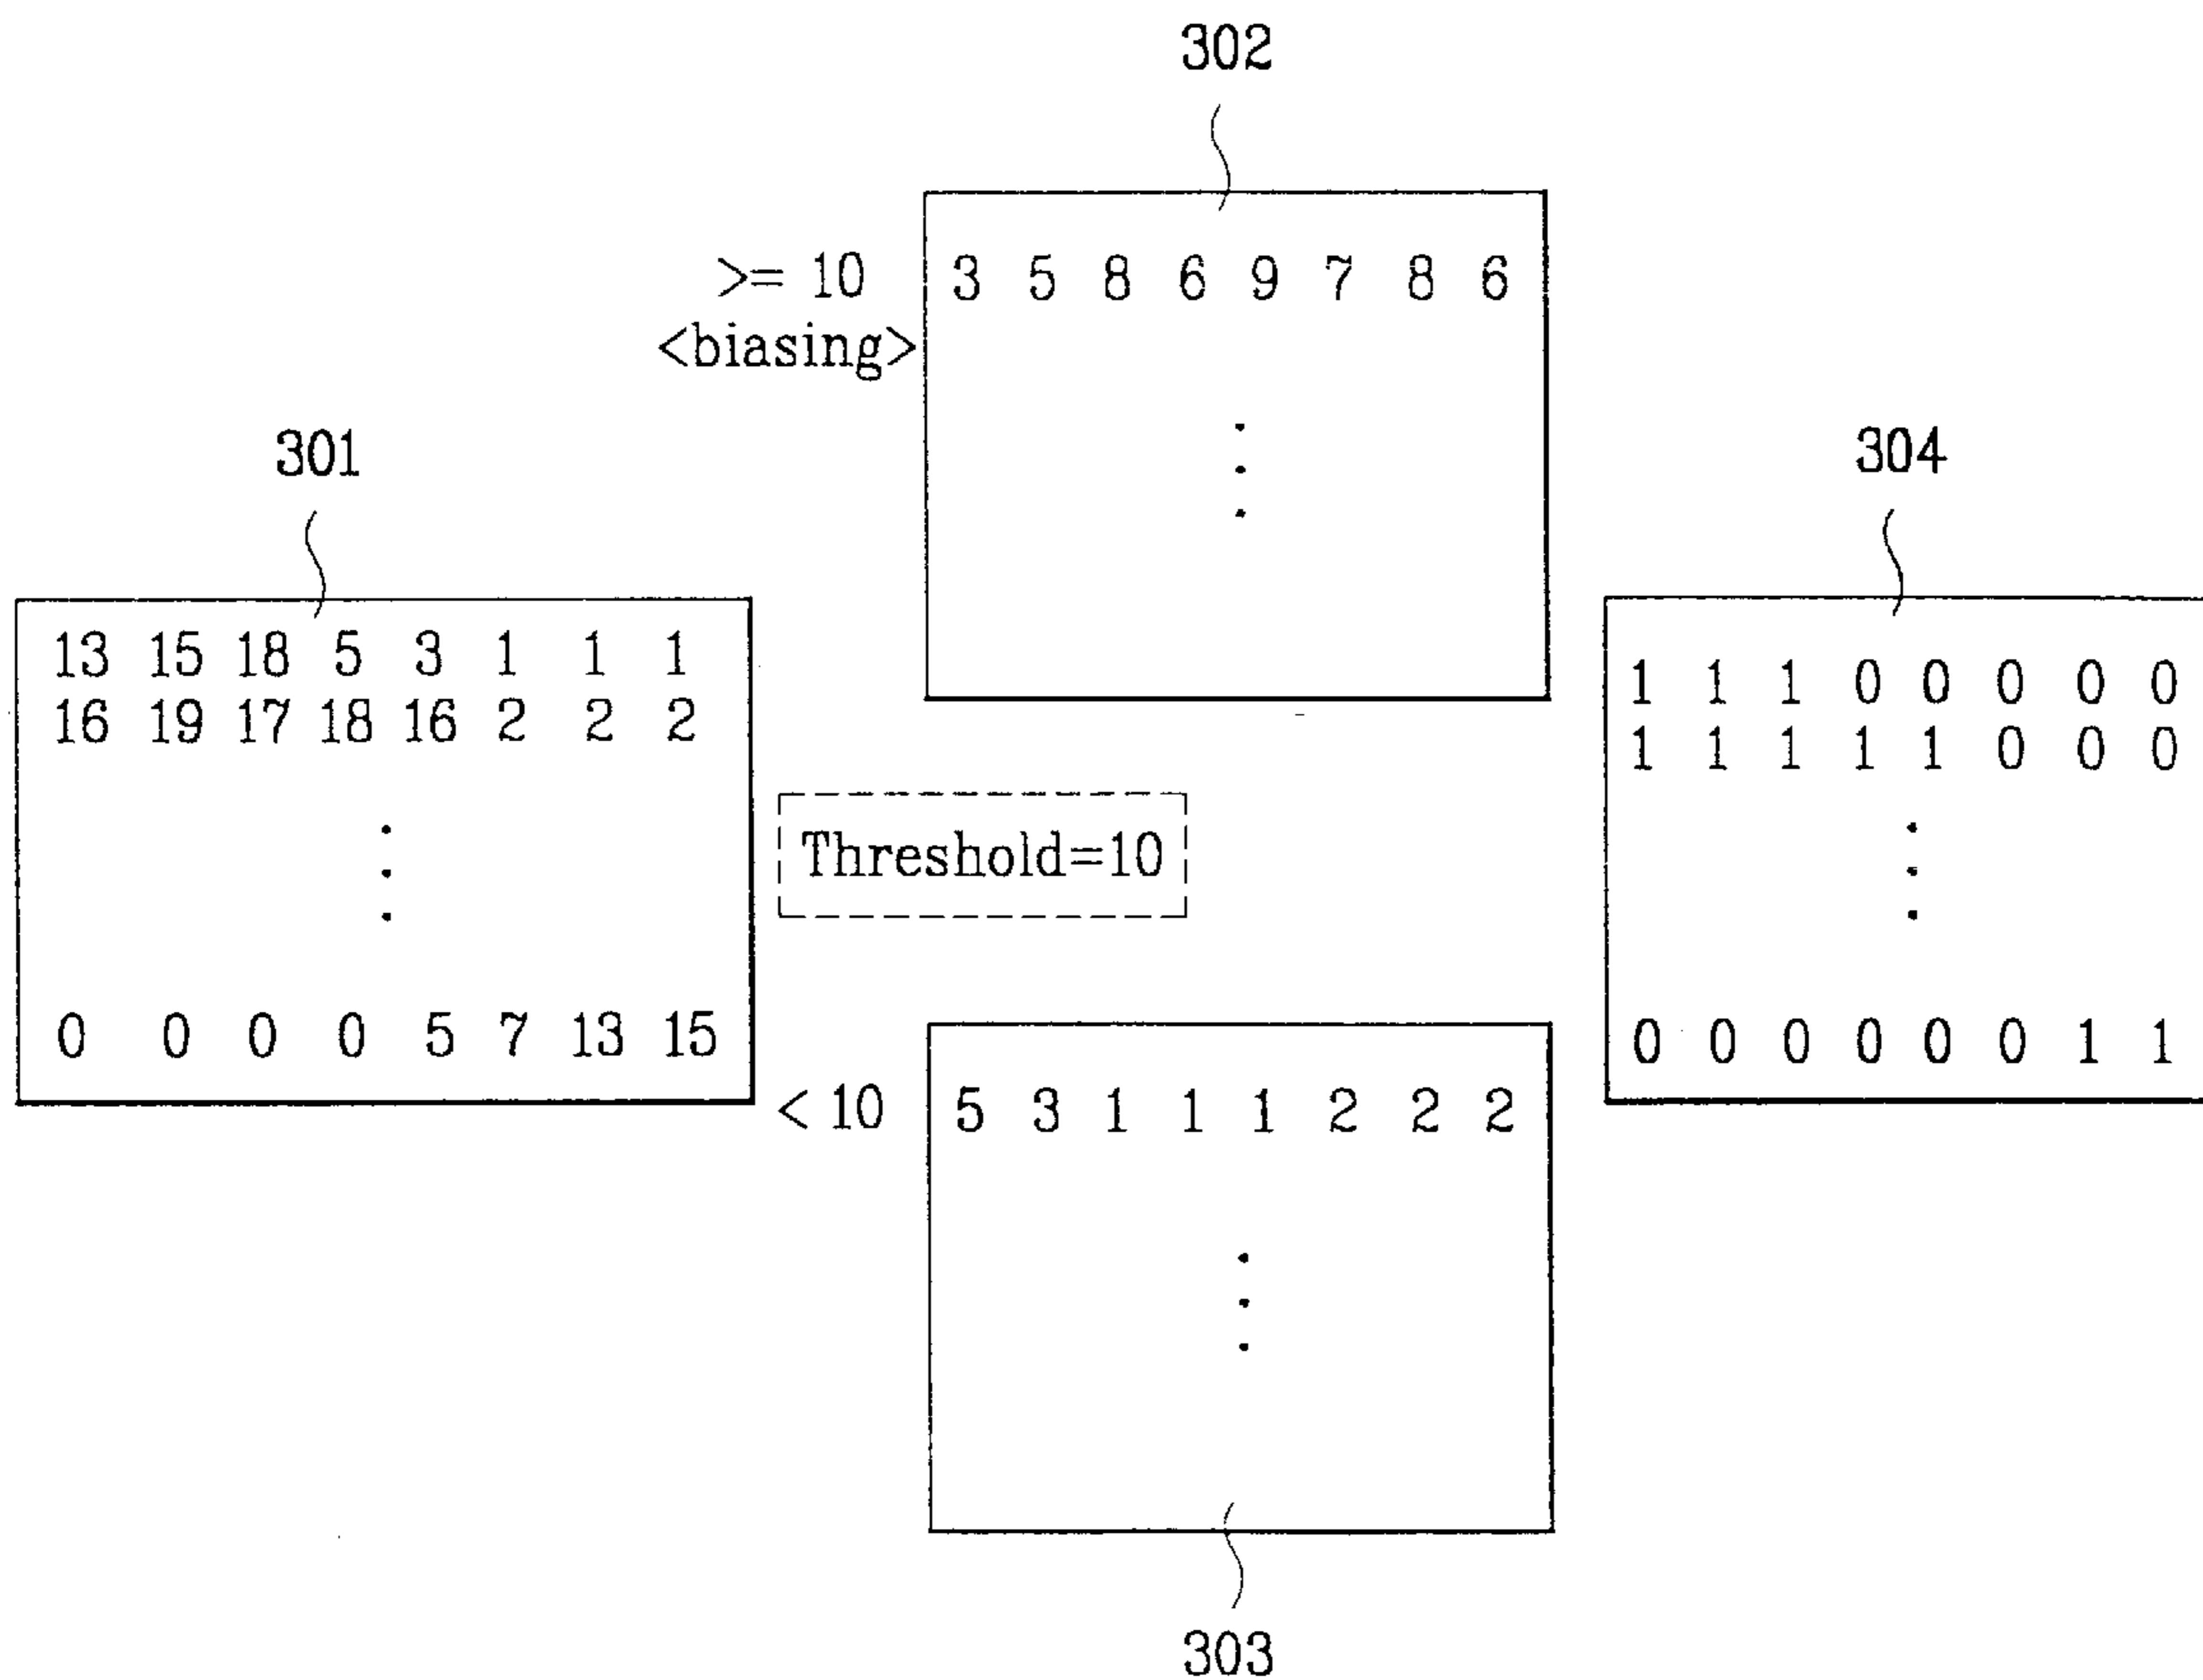 302
>= 10
3 5 8 6 9 7 8 6
<biasing>
301
304
13 15 18 5 3 1 1 1
16 19 17 18 16 2 2 2
1 1 1 0 0 0 0 0
1 1 1 1 1 0 0 0
Threshold=10
0 0 0 0 5 7 13 15
0 0 0 0 0 0 1 1
< 10
5 3 1 1 1 2 2 2
303